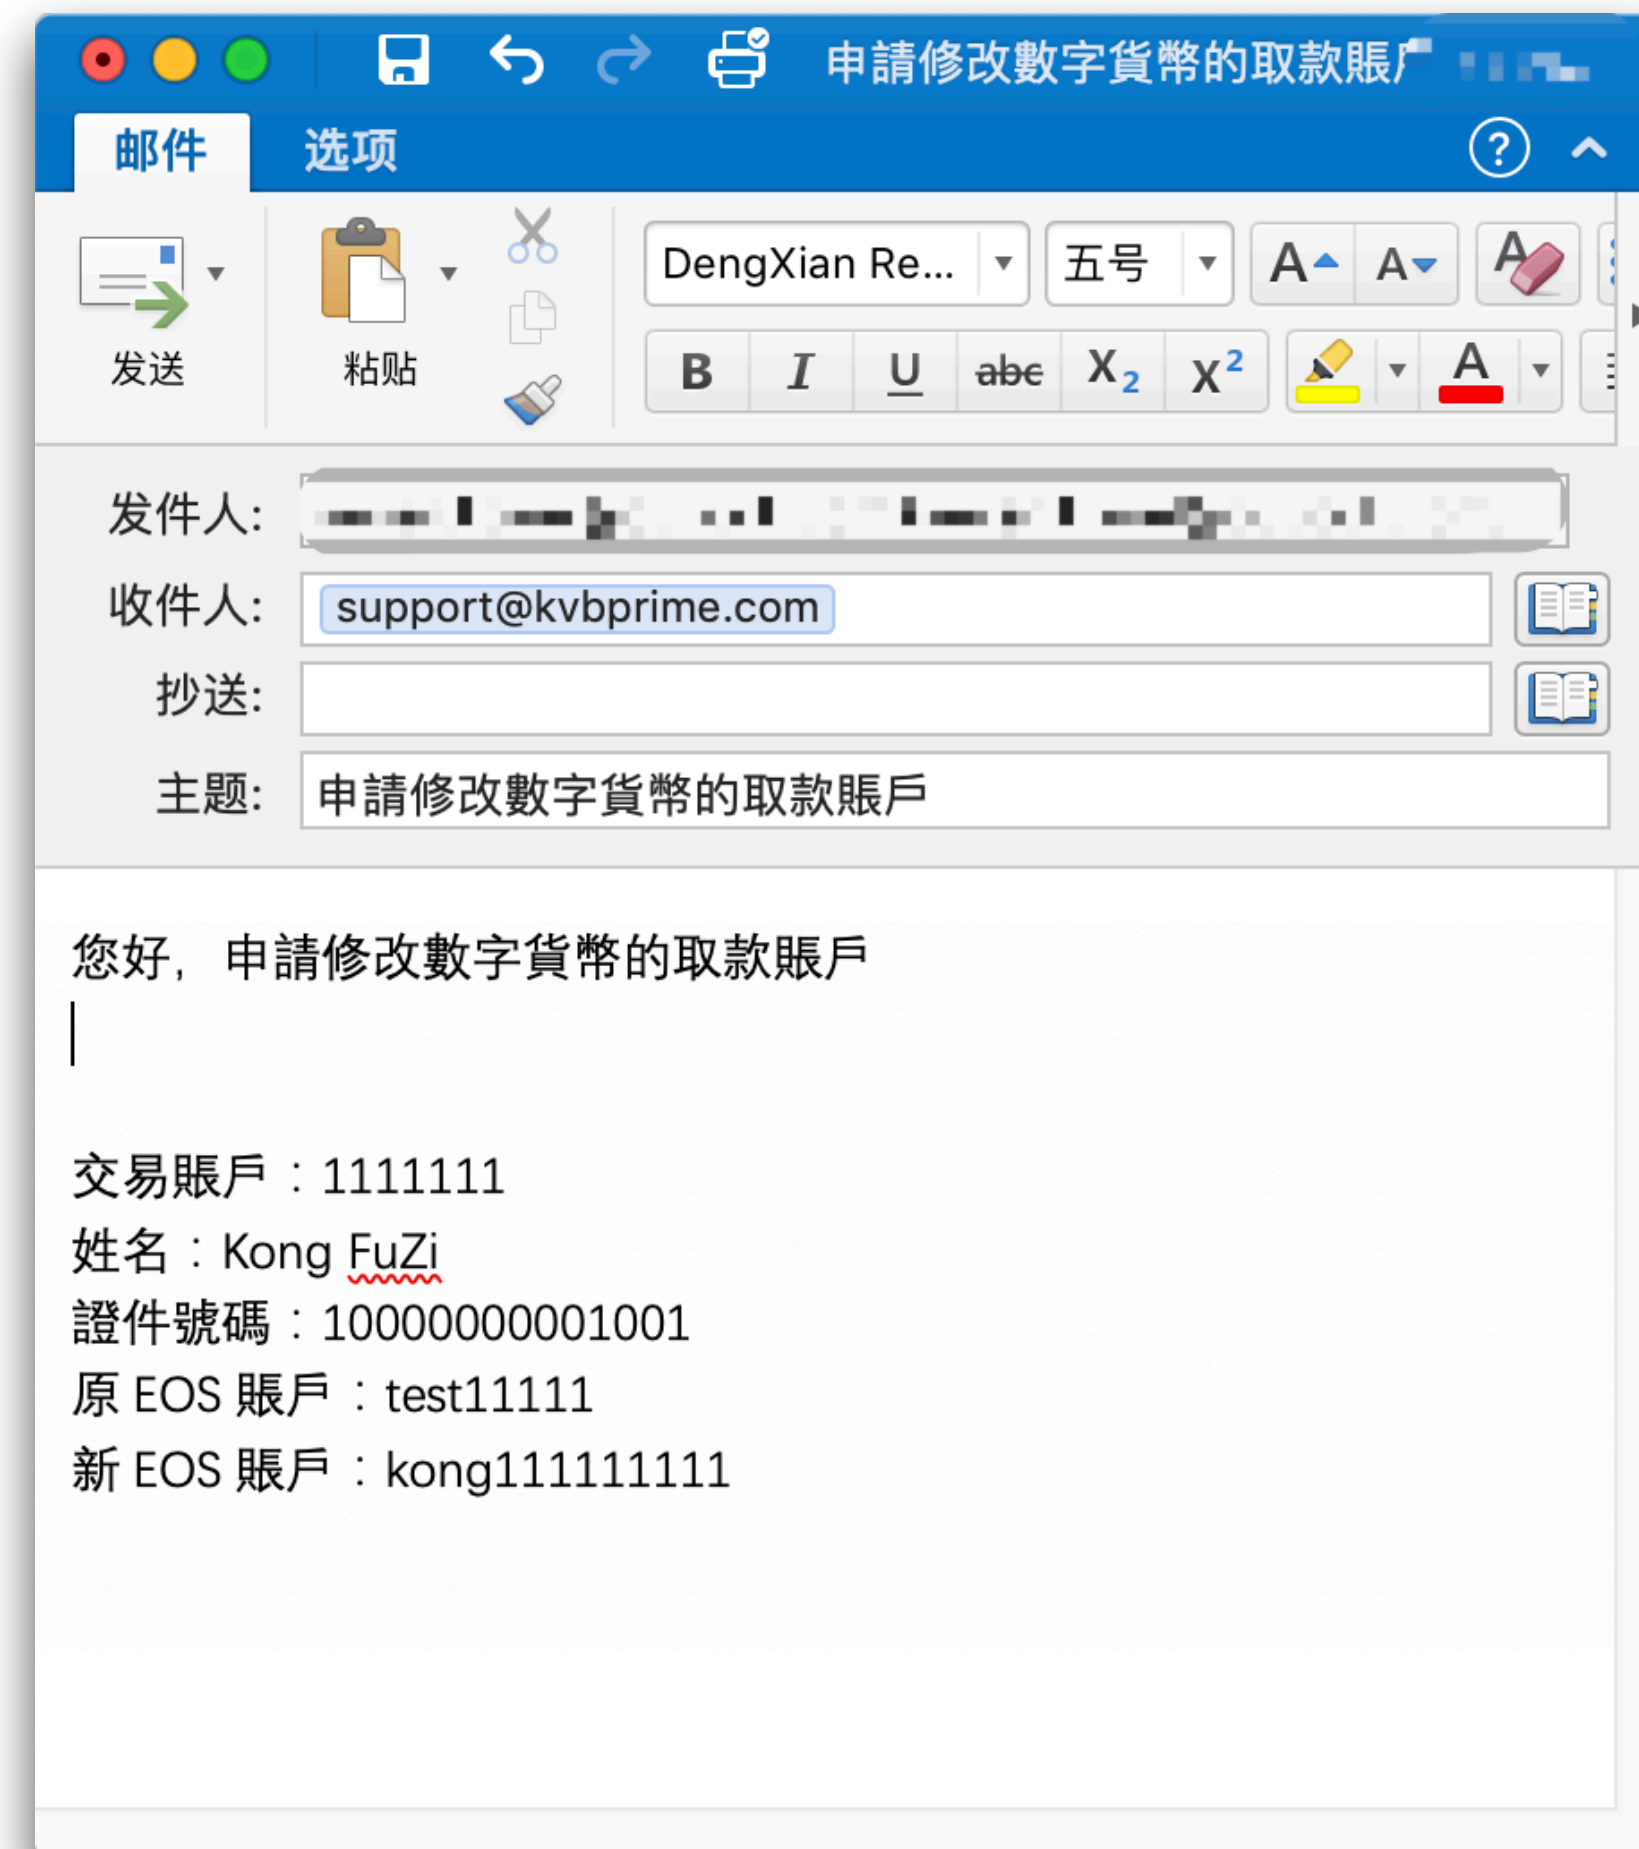 申請修改數字貨幣的取款賬戶
邮件 选项
?
发送
粘贴
DengXian Re... 五号 A A A
B I U abc X2 X2 A
发件人:
收件人: support@kvbprime.com
抄送:
主题: 申請修改數字貨幣的取款賬戶
您好, 申請修改數字貨幣的取款賬戶
交易賬戶：1111111
姓名：Kong FuZi
證件號碼：10000000001001
原 EOS 賬戶：test11111
新 EOS 賬戶：kong111111111